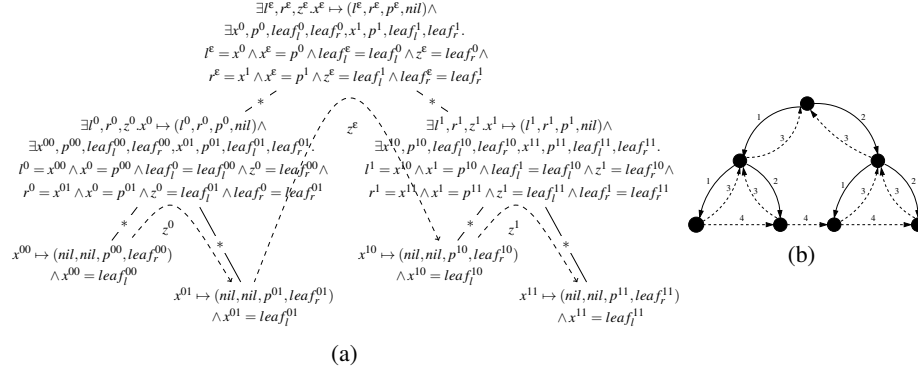 ∃l^ε, r^ε, z^ε.x^ε ↦ (l^ε, r^ε, p^ε, nil)∧
∃x^0, p^0, leaf_l^0, leaf_r^0, x^1, p^1, leaf_l^1, leaf_r^1.
l^ε = x^0 ∧ x^ε = p^0 ∧ leaf_l^ε = leaf_l^0 ∧ z^ε = leaf_r^0∧
r^ε = x^1 ∧ x^ε = p^1 ∧ z^ε = leaf_l^1 ∧ leaf_r^ε = leaf_r^1
* *
z^ε
∃l^0, r^0, z^0.x^0 ↦ (l^0, r^0, p^0, nil)∧
∃x^00, p^00, leaf_l^00, leaf_r^00, x^01, p^01, leaf_l^01, leaf_r^01.
l^0 = x^00 ∧ x^0 = p^00 ∧ leaf_l^0 = leaf_l^00 ∧ z^0 = leaf_r^00∧
r^0 = x^01 ∧ x^0 = p^01 ∧ z^0 = leaf_l^01 ∧ leaf_r^0 = leaf_r^01
∃l^1, r^1, z^1.x^1 ↦ (l^1, r^1, p^1, nil)∧
∃x^10, p^10, leaf_l^10, leaf_r^10, x^11, p^11, leaf_l^11, leaf_r^11.
l^1 = x^10 ∧ x^1 = p^10 ∧ leaf_l^1 = leaf_l^10 ∧ z^1 = leaf_r^10∧
r^1 = x^11 ∧ x^1 = p^11 ∧ z^1 = leaf_l^11 ∧ leaf_r^1 = leaf_r^11
* z^0 *
* z^1 *
x^00 ↦ (nil, nil, p^00, leaf_r^00)
∧ x^00 = leaf_l^00
x^01 ↦ (nil, nil, p^01, leaf_r^01)
∧ x^01 = leaf_l^01
x^10 ↦ (nil, nil, p^10, leaf_r^10)
∧ x^10 = leaf_l^10
x^11 ↦ (nil, nil, p^11, leaf_r^11)
∧ x^11 = leaf_l^11
(a)
1 2
3 3
1 2 1 2
3 3 3 3
4 4 4
(b)